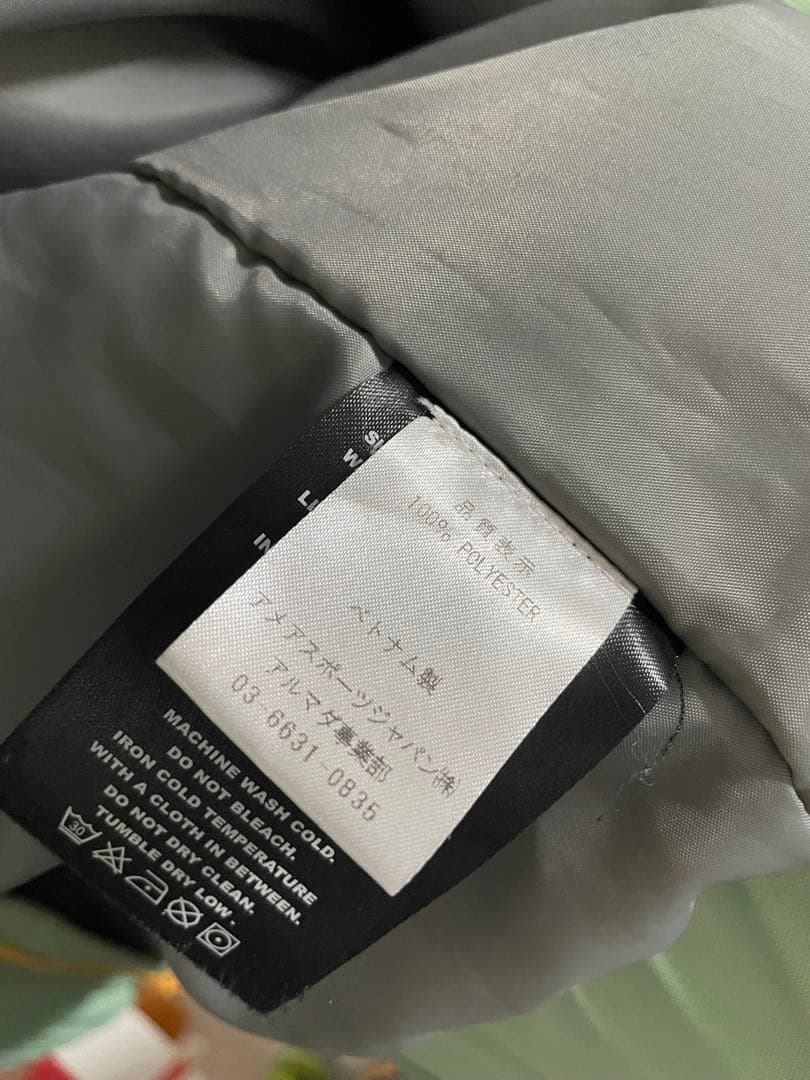 品質表示
100% POLYESTER
ベトナム製
アメアスポーツジャパン(株)
アルマダ事業部
03-6631-0835
MACHINE WASH COLD.
DO NOT BLEACH.
IRON COLD TEMPERATURE
WITH A CLOTH IN BETWEEN.
DO NOT DRY CLEAN.
TUMBLE DRY LOW.
30